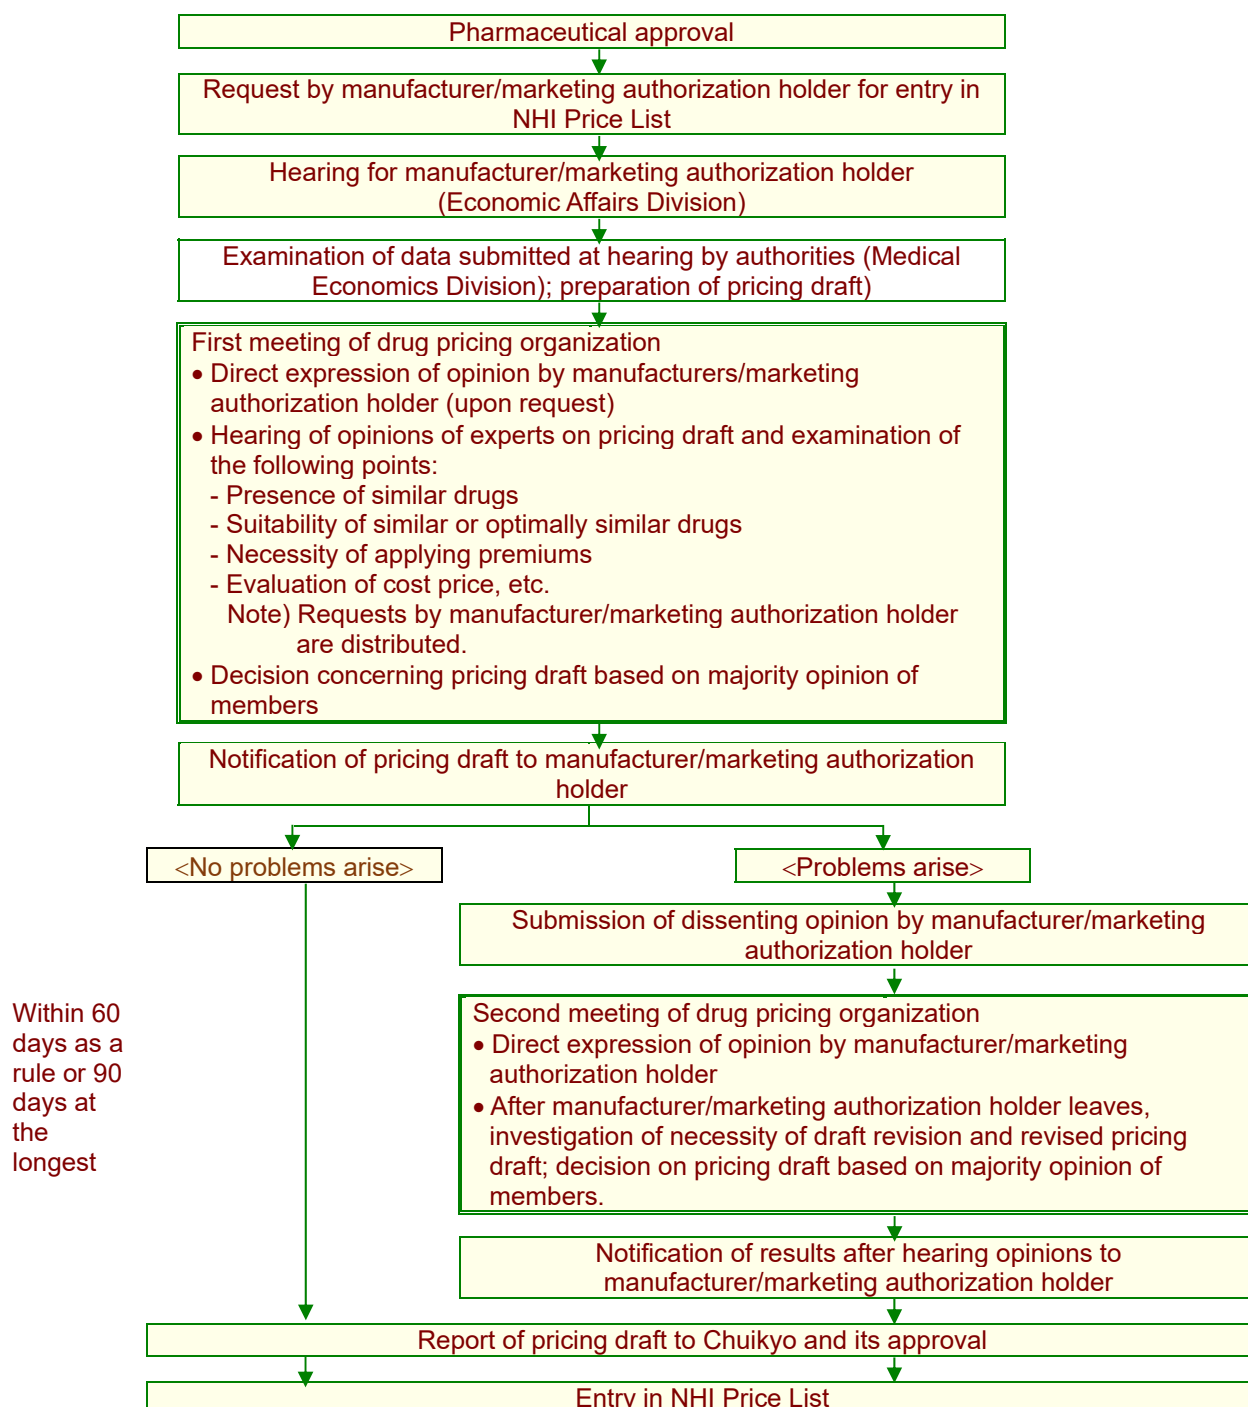 Pharmaceutical approval
Request by manufacturer/marketing authorization holder for entry in
NHI Price List
Hearing for manufacturer/marketing authorization holder
(Economic Affairs Division)
Examination of data submitted at hearing by authorities (Medical
Economics Division); preparation of pricing draft)
First meeting of drug pricing organization
• Direct expression of opinion by manufacturers/marketing
authorization holder (upon request)
• Hearing of opinions of experts on pricing draft and examination of
the following points:
- Presence of similar drugs
- Suitability of similar or optimally similar drugs
- Necessity of applying premiums
- Evaluation of cost price, etc.
Note) Requests by manufacturer/marketing authorization holder
are distributed.
• Decision concerning pricing draft based on majority opinion of
members
Notification of pricing draft to manufacturer/marketing authorization
holder
<No problems arise>
<Problems arise>
Submission of dissenting opinion by manufacturer/marketing
authorization holder
Within 60
days as a
rule or 90
days at
the
longest
Second meeting of drug pricing organization
• Direct expression of opinion by manufacturer/marketing
authorization holder
• After manufacturer/marketing authorization holder leaves,
investigation of necessity of draft revision and revised pricing
draft; decision on pricing draft based on majority opinion of
members.
Notification of results after hearing opinions to
manufacturer/marketing authorization holder
Report of pricing draft to Chuikyo and its approval
Entry in NHI Price List